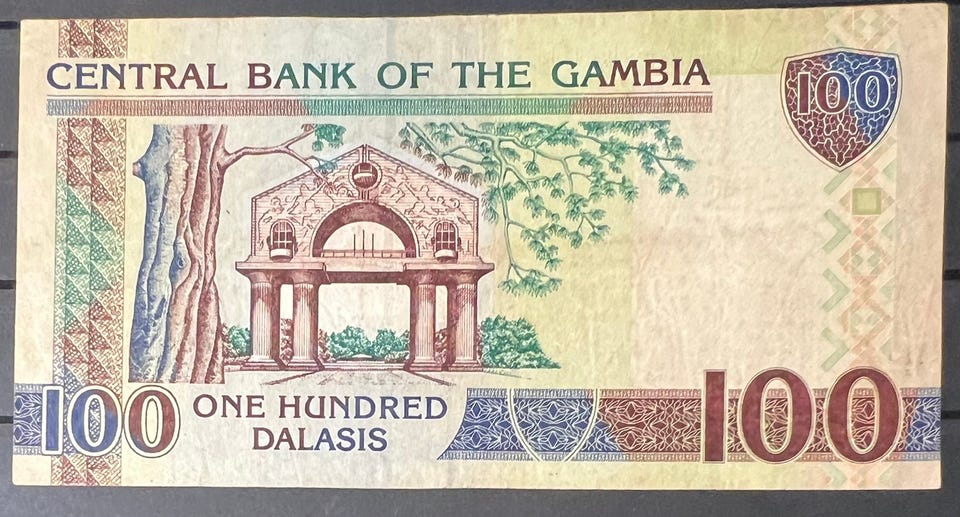 CENTRAL BANK OF THE GAMBIA
100
100
ONE HUNDRED
DALASIS
100